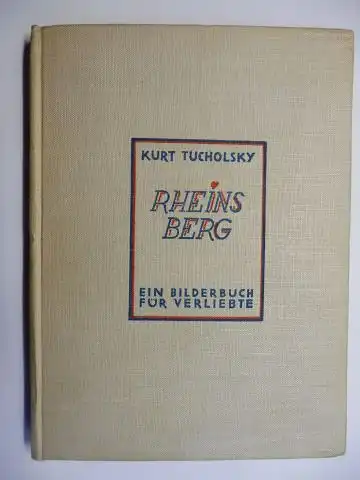 KURT TUCHOLSKY
RHEINS
BERG
EIN BILDERBUCH
FÜR VERLIEBTE